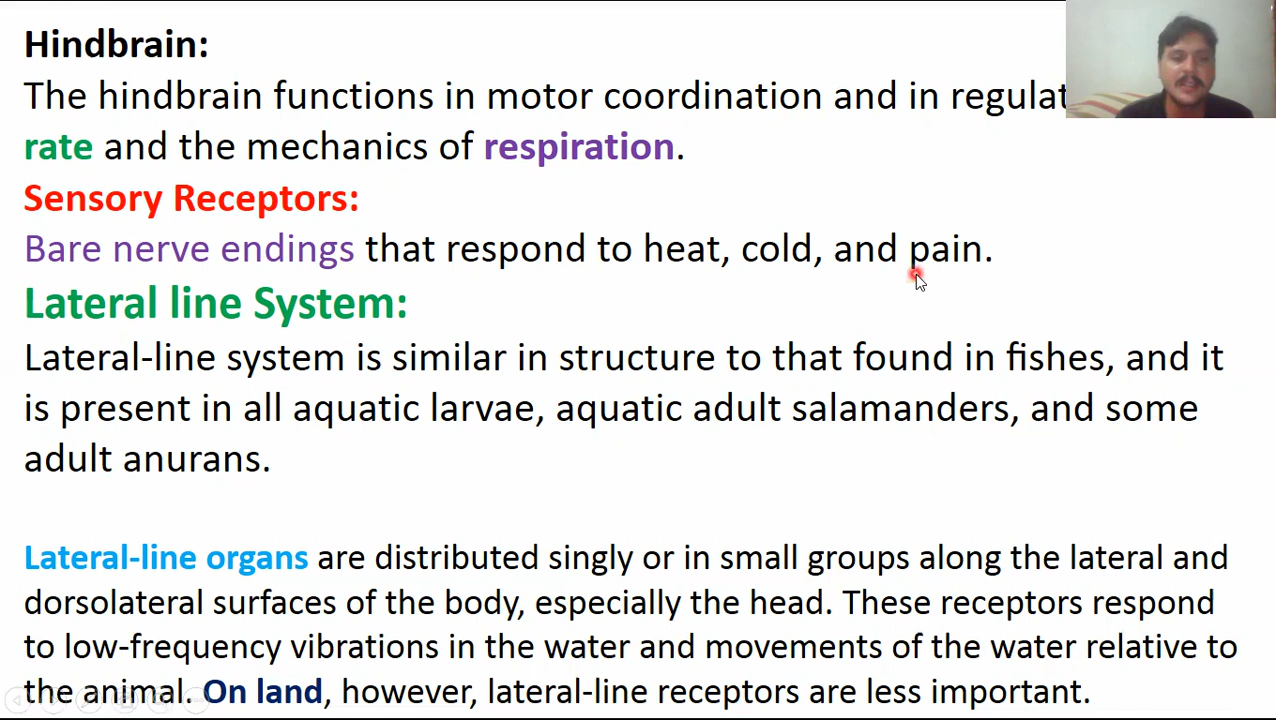 Hindbrain:
The hindbrain functions in motor coordination and in regulat
rate and the mechanics of respiration.
Sensory Receptors:
Bare nerve endings that respond to heat, cold, and pain.
Lateral line System:
Lateral-line system is similar in structure to that found in fishes, and it
is present in all aquatic larvae, aquatic adult salamanders, and some
adult anurans.
Lateral-line organs are distributed singly or in small groups along the lateral and
dorsolateral surfaces of the body, especially the head. These receptors respond
to low-frequency vibrations in the water and movements of the water relative to
the animal. On land, however, lateral-line receptors are less important.